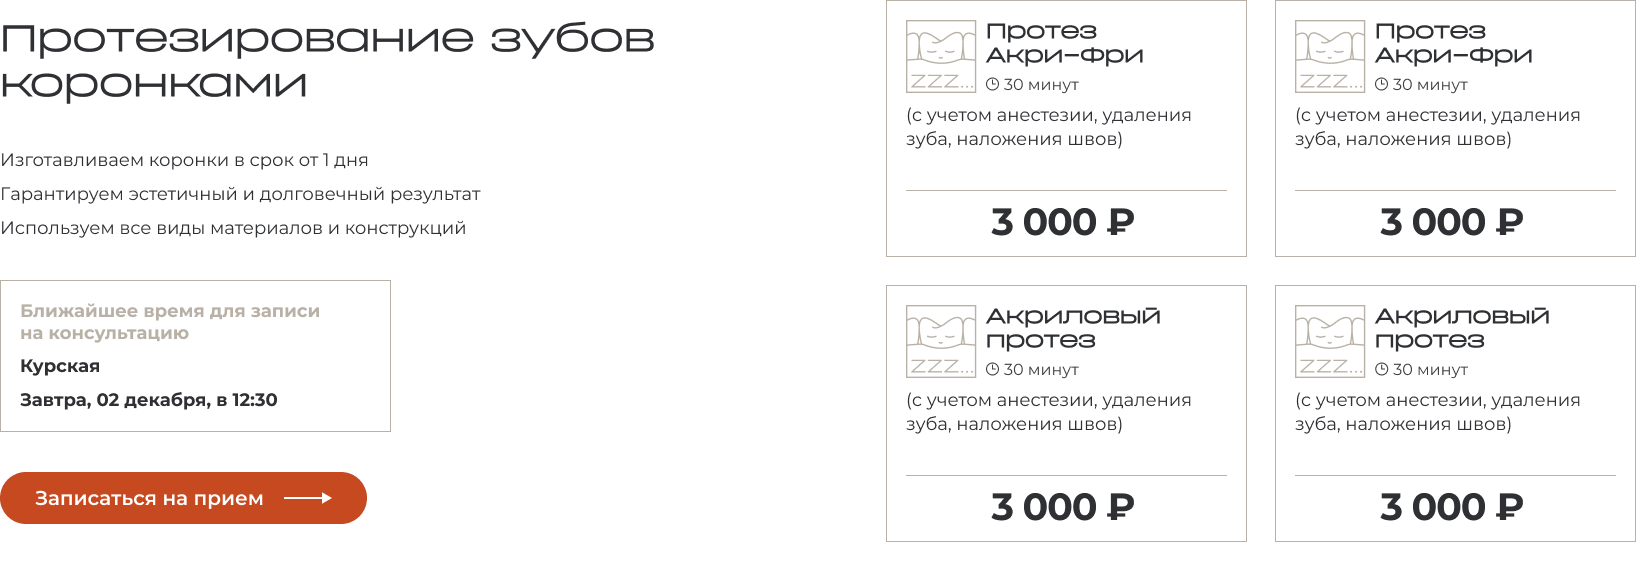 Протезирование зубов
коронками
Изготавливаем коронки в срок от 1 дня
Гарантируем эстетичный и долговечный результат
Используем все виды материалов и конструкций
Ближайшее время для записи
на консультацию
Курская
Завтра, 02 декабря, в 12:30
Записаться на прием
ZZZ...
Протез
Акри-Фри
30 минут
(с учетом анестезии, удаления
зуба, наложения швов)
3 000 ₽
ZZZ...
Протез
Акри-Фри
30 минут
(с учетом анестезии, удаления
зуба, наложения швов)
3 000 ₽
ZZZ...
Акриловый
протез
30 минут
(с учетом анестезии, удаления
зуба, наложения швов)
3 000 ₽
ZZZ...
Акриловый
протез
30 минут
(с учетом анестезии, удаления
зуба, наложения швов)
3 000 ₽